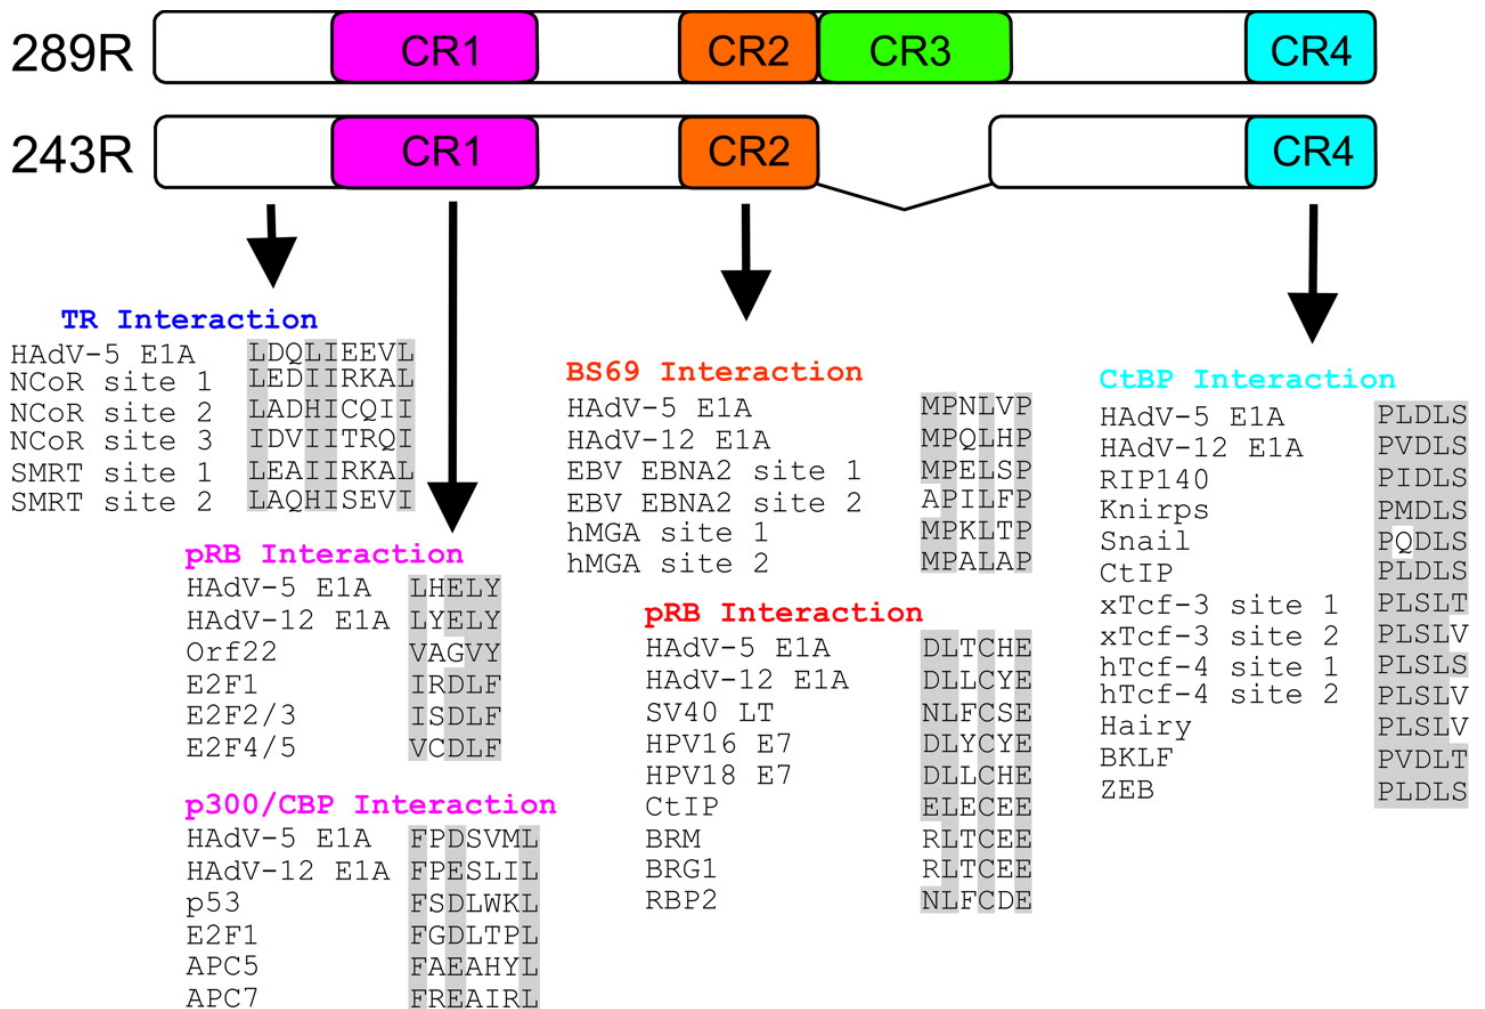 289R CR1 CR2 CR3 CR4
243R CR1 CR2 CR4
TR Interaction
HAdV-5 E1A LDQLIEEVL
NCoR site 1 LEDIIRKAL
NCoR site 2 LADHICQII
NCoR site 3 IDVIITRQI
SMRT site 1 LEAIIRKAL
SMRT site 2 LAQHISEVI
pRB Interaction
HAdV-5 E1A LHELY
HAdV-12 E1A LYELY
Orf22 VAGVY
E2F1 IRDLF
E2F2/3 ISDLF
E2F4/5 VCDLF
p300/CBP Interaction
HAdV-5 E1A FPDSVML
HAdV-12 E1A FPESLIL
p53 FSDLWKL
E2F1 FGDLTPL
APC5 FAEAHYL
APC7 FREAIRL
BS69 Interaction
HAdV-5 E1A MPNLVP
HAdV-12 E1A MPQLHP
EBV EBNA2 site 1 MPELSP
EBV EBNA2 site 2 APILFP
hMGA site 1 MPKLTP
hMGA site 2 MPALAP
pRB Interaction
HAdV-5 E1A DLTCHE
HAdV-12 E1A DLLCYE
SV40 LT NLFCSE
HPV16 E7 DLYCYE
HPV18 E7 DLLCHE
CtIP ELECEE
BRM RLTCEE
BRG1 RLTCEE
RBP2 NLFCDE
CtBP Interaction
HAdV-5 E1A PLDLS
HAdV-12 E1A PVDLS
RIP140 PIDLS
Knirps PMDLS
Snail PQDLS
CtIP PLDLS
xTcf-3 site 1 PLSLT
xTcf-3 site 2 PLSLV
hTcf-4 site 1 PLSLS
hTcf-4 site 2 PLSLV
Hairy PLSLV
BKLF PVDLT
ZEB PLDLS